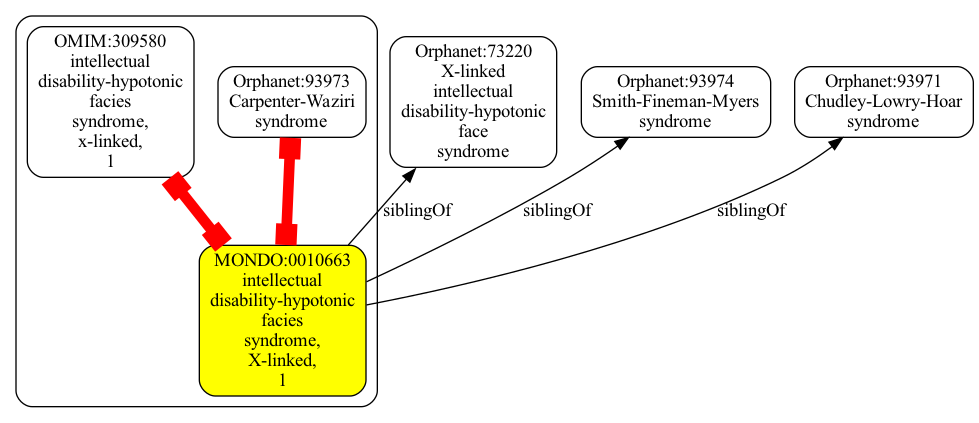 OMIM:309580
intellectual
disability-hypotonic
facies
syndrome,
x-linked,
1
Orphanet:93973
Carpenter-Waziri
syndrome
Orphanet:73220
X-linked
intellectual
disability-hypotonic
face
syndrome
Orphanet:93974
Smith-Fineman-Myers
syndrome
Orphanet:93971
Chudley-Lowry-Hoar
syndrome
siblingOf
siblingOf
siblingOf
MONDO:0010663
intellectual
disability-hypotonic
facies
syndrome,
X-linked,
1